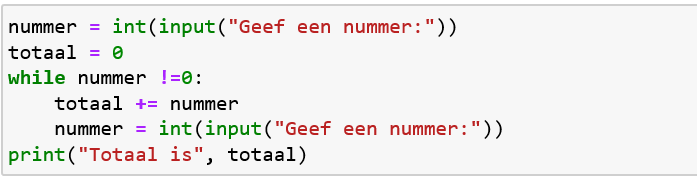 nummer = int(input("Geef een nummer:"))
totaal = 0
while nummer !=0:
    totaal += nummer
    nummer = int(input("Geef een nummer:"))
print("Totaal is", totaal)